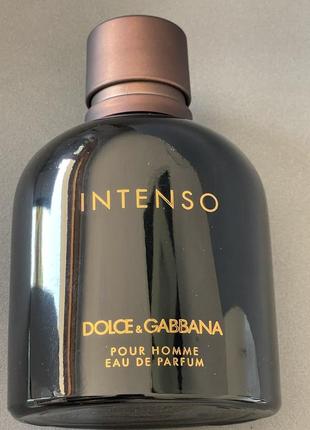 INTENSO
DOLCE & GABBANA
POUR HOMME
EAU DE PARFUM